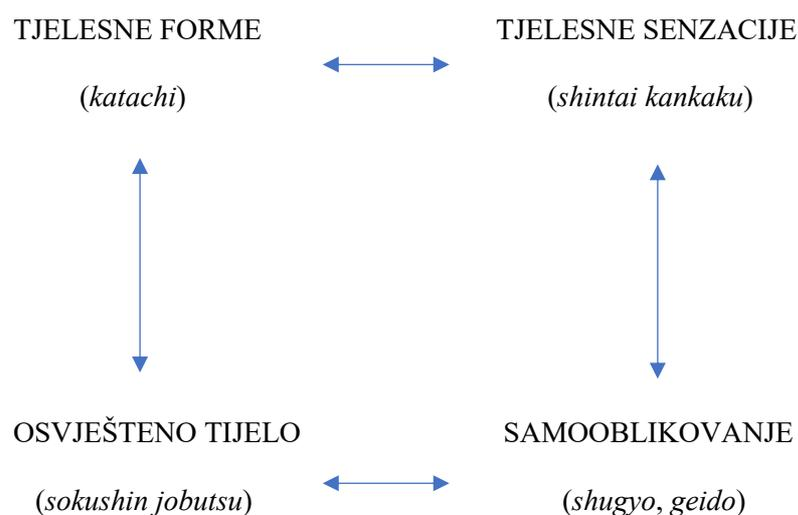 TJELESNE FORME
(katachi)
TJELESNE SENZACIJE
(shintai kankaku)
OSVJEŠTENO TIJELO
(sokushin jobutsu)
SAMOOBLIKOVANJE
(shugyo, geido)